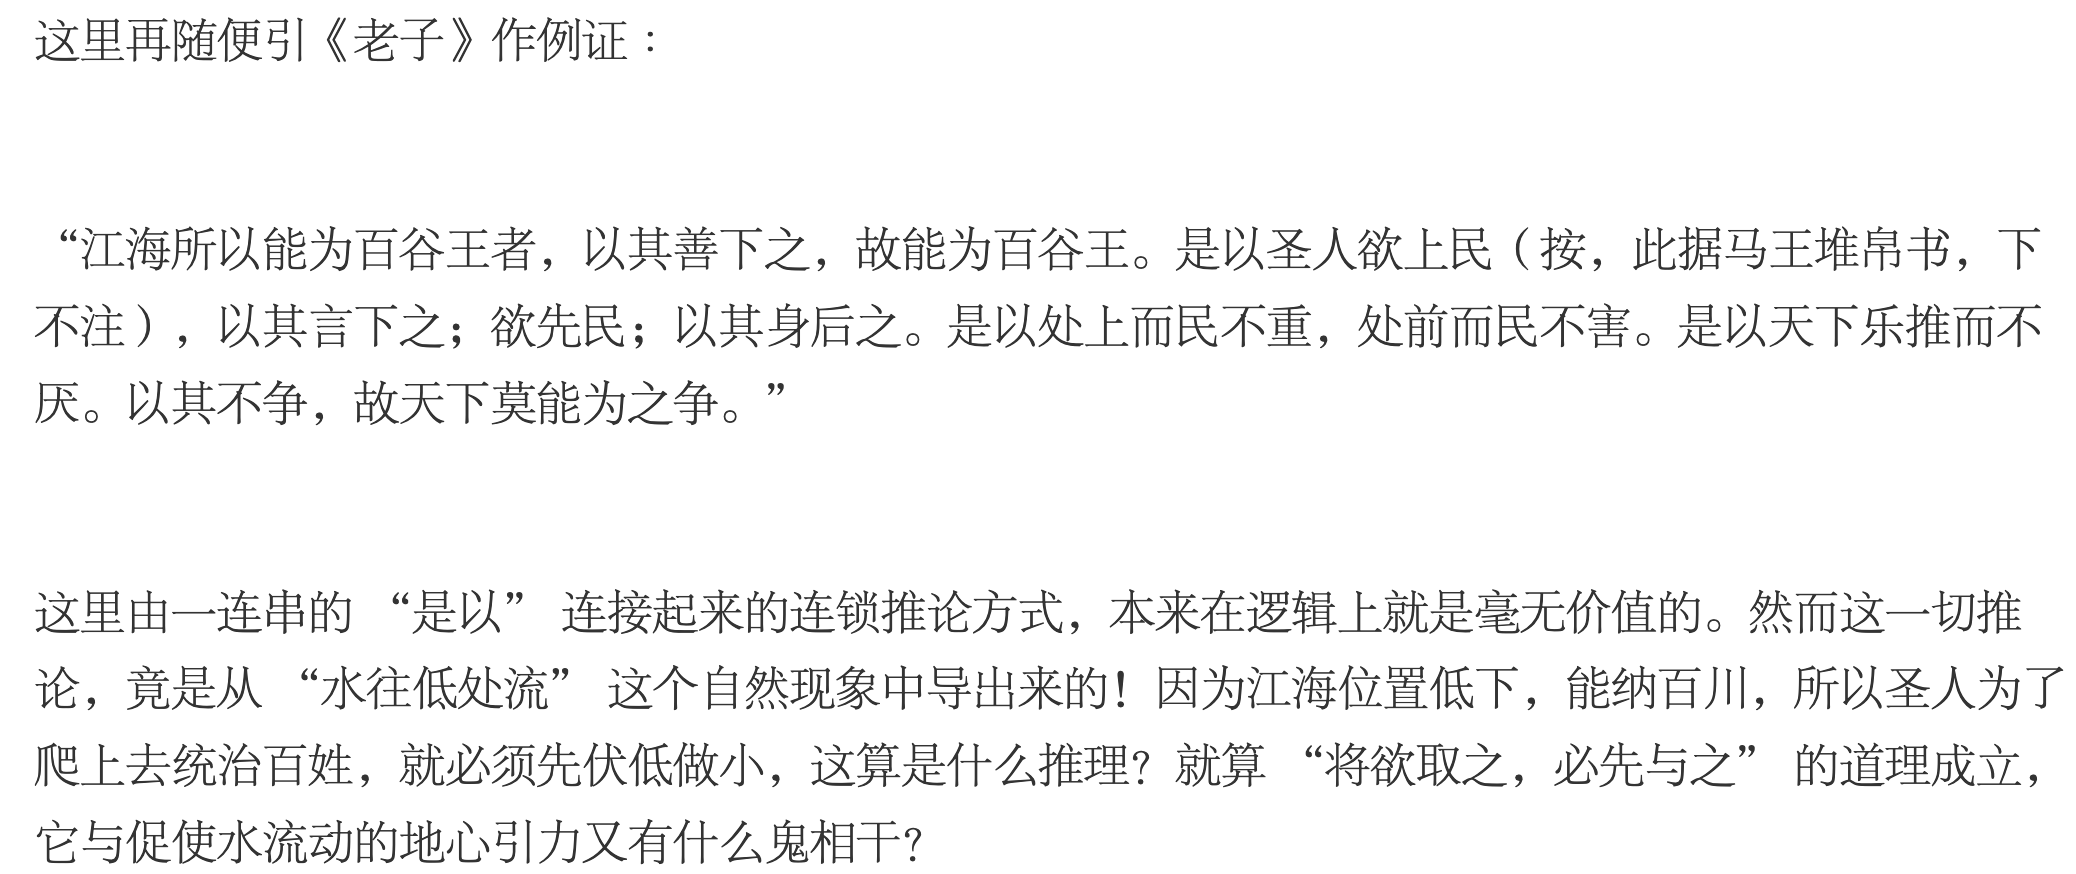 这里再随便引《老子》作例证：
“江海所以能为百谷王者，以其善下之，故能为百谷王。是以圣人欲上民（按，此据马王堆帛书，下
不注），以其言下之；欲先民；以其身后之。是以处上而民不重，处前而民不害。是以天下乐推而不
厌。以其不争，故天下莫能为之争。”
这里由一连串的 “是以” 连接起来的连锁推论方式，本来在逻辑上就是毫无价值的。然而这一切推
论，竟是从 “水往低处流” 这个自然现象中导出来的！因为江海位置低下，能纳百川，所以圣人为了
爬上去统治百姓，就必须先伏低做小，这算是什么推理？就算 “将欲取之，必先与之” 的道理成立，
它与促使水流动的地心引力又有什么鬼相干？